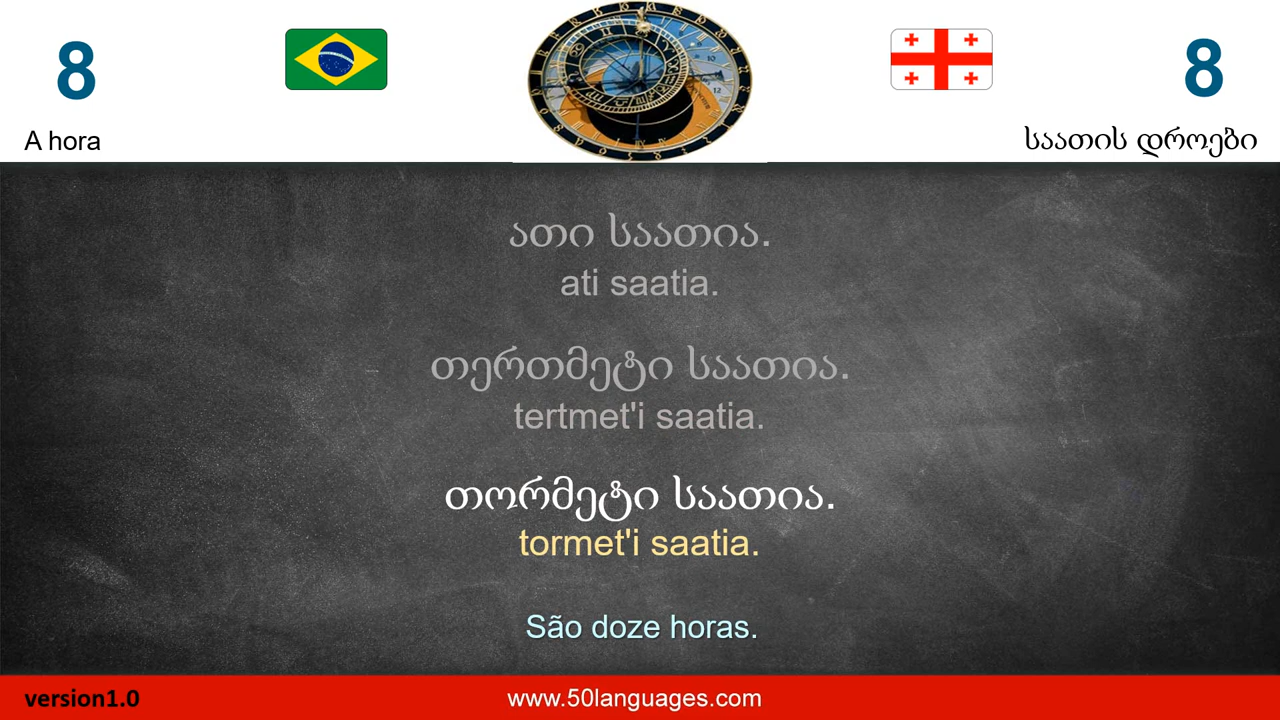 8
8
A hora
საათის დროები
ათი საათია.
ati saatia.
თერთმეტი საათია.
tertmet'i saatia.
თორმეტი საათია.
tormet'i saatia.
São doze horas.
version1.0
www.50languages.com